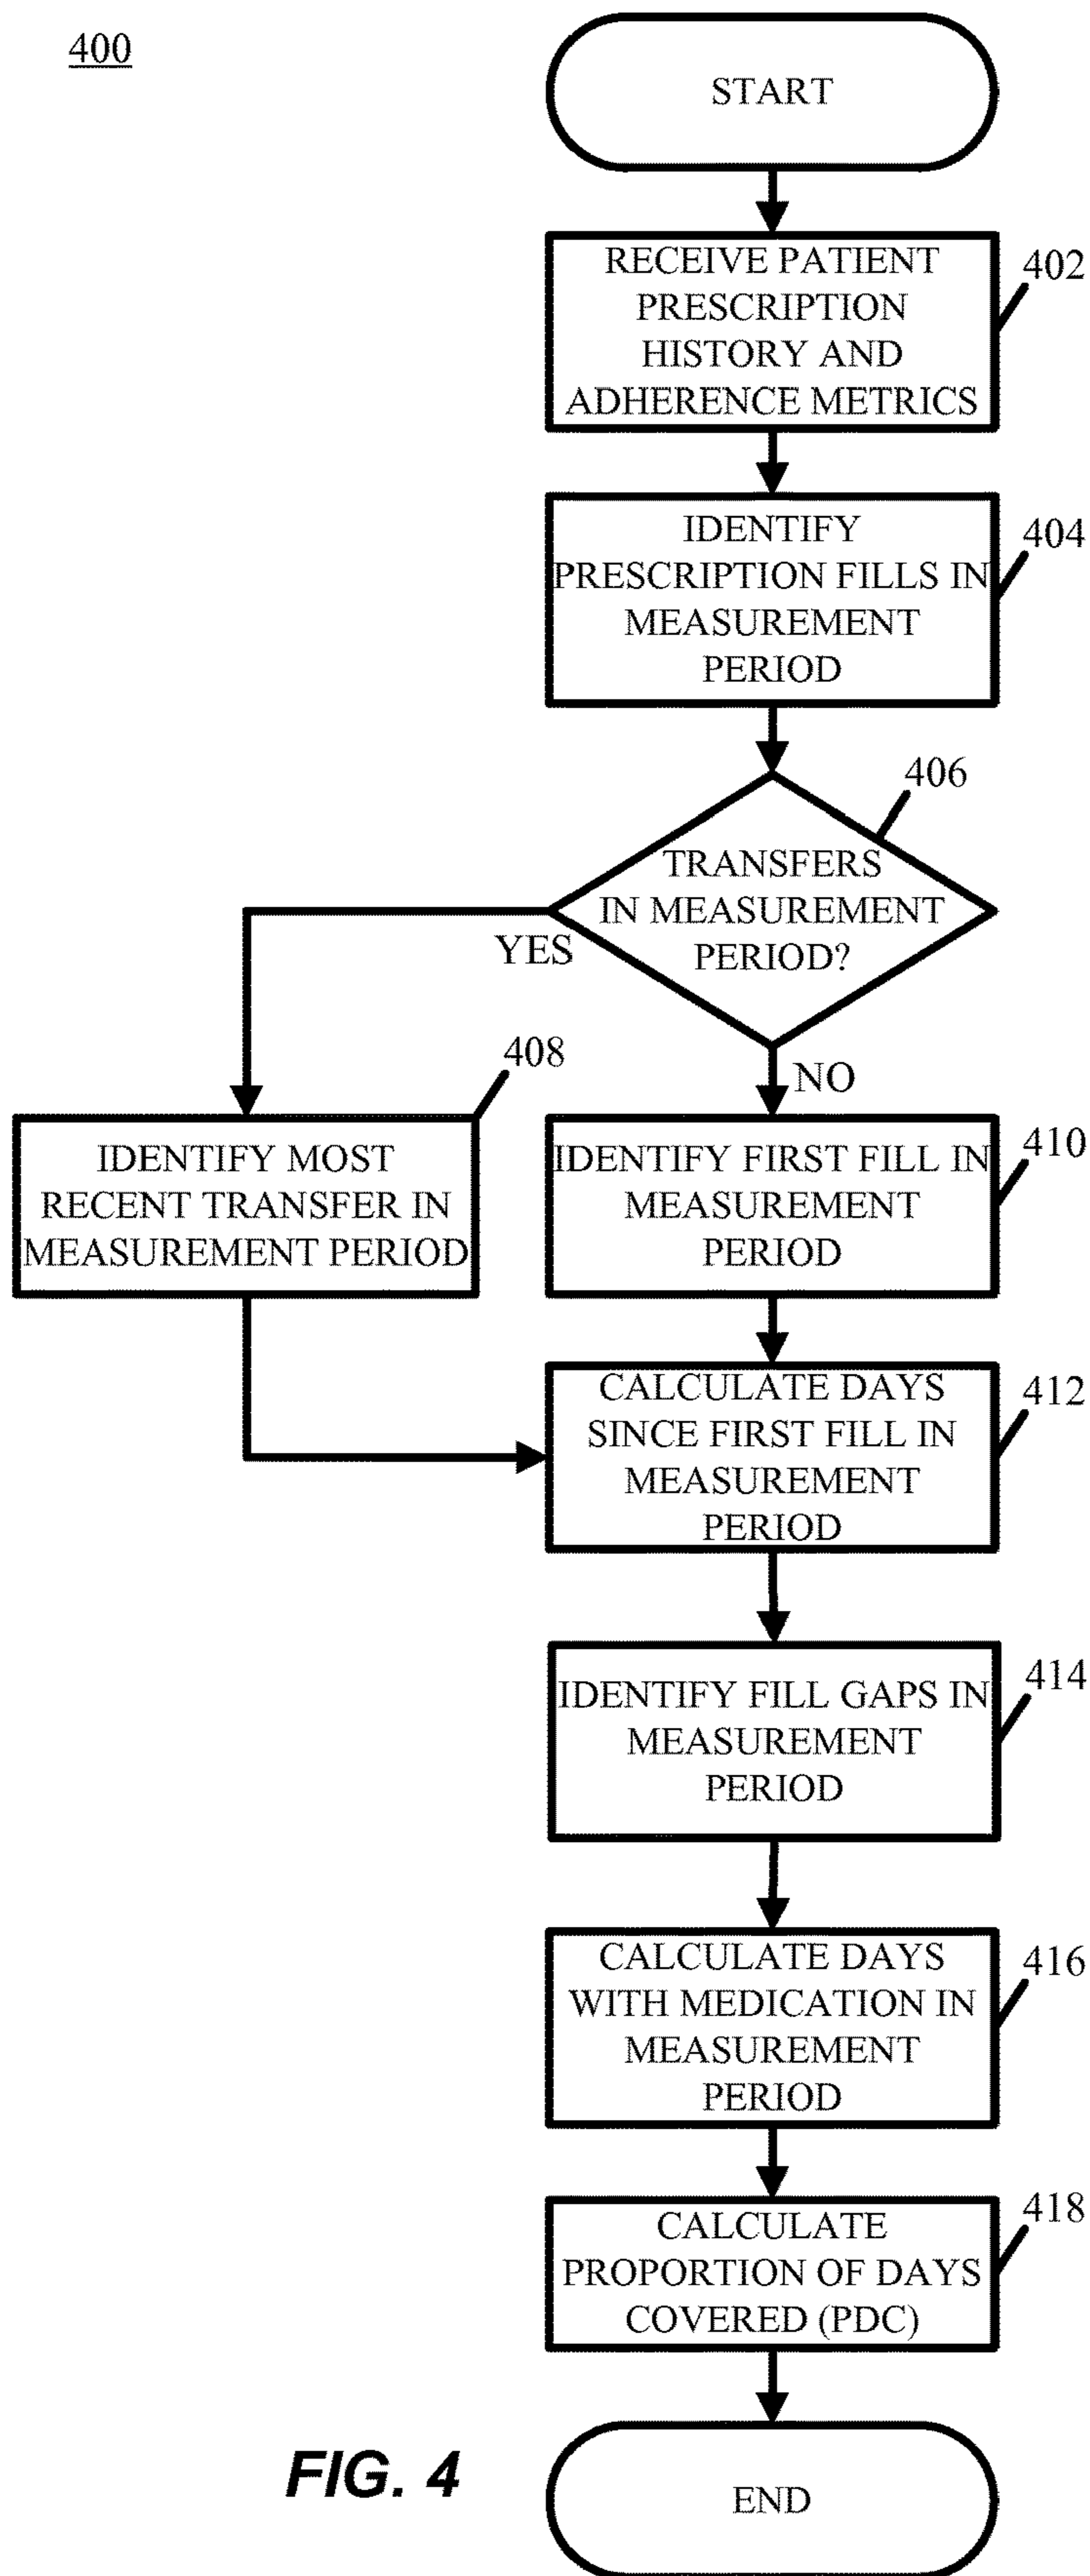 400
START
RECEIVE PATIENT
PRESCRIPTION
HISTORY AND
ADHERENCE METRICS
402
IDENTIFY
PRESCRIPTION FILLS IN
MEASUREMENT
PERIOD
404
TRANSFERS
IN MEASUREMENT
PERIOD?
406
YES
NO
408
IDENTIFY MOST
RECENT TRANSFER IN
MEASUREMENT PERIOD
IDENTIFY FIRST FILL IN
MEASUREMENT
PERIOD
410
CALCULATE DAYS
SINCE FIRST FILL IN
MEASUREMENT
PERIOD
412
IDENTIFY FILL GAPS IN
MEASUREMENT
PERIOD
414
CALCULATE DAYS
WITH MEDICATION IN
MEASUREMENT
PERIOD
416
CALCULATE
PROPORTION OF DAYS
COVERED (PDC)
418
FIG. 4
END